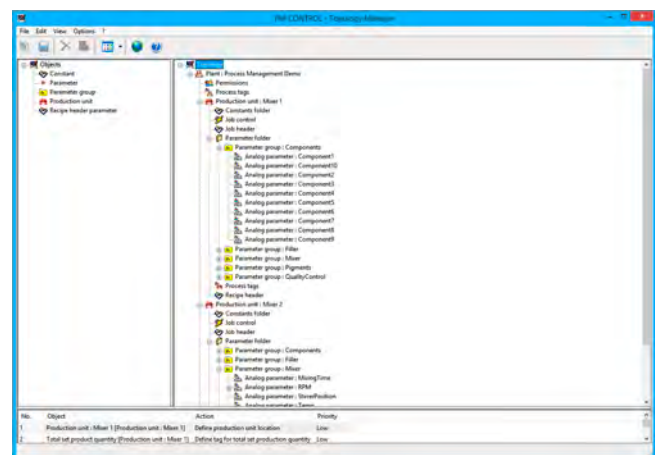 PM-CONTROL - Topology Manager
File Edit View Options ?
Objects
Constant
Parameter
Parameter group
Production unit
Recipe header parameter
Topology
Plant : Process Management Demo
Permissions
Process tags
Production unit : Mixer 1
Constants folder
Job control
Job header
Parameter folder
Parameter group : Components
Analog parameter : Component1
Analog parameter : Component10
Analog parameter : Component2
Analog parameter : Component3
Analog parameter : Component4
Analog parameter : Component5
Analog parameter : Component6
Analog parameter : Component7
Analog parameter : Component8
Analog parameter : Component9
Parameter group : Filler
Parameter group : Mixer
Parameter group : Pigments
Parameter group : QualityControl
Process tags
Recipe header
Production unit : Mixer 2
Constants folder
Job control
Job header
Parameter folder
Parameter group : Components
Parameter group : Filler
Parameter group : Mixer
Analog parameter : MixingTime
Analog parameter : RPM
Analog parameter : StirrerPosition
Analog parameter : Temp
No. Object Action Priority
1 Production unit : Mixer 1 [Production unit : Mixer 1] Define production unit location Low
2 Total set product quantity [Production unit : Mixer 1] Define tag for total set production quantity Low